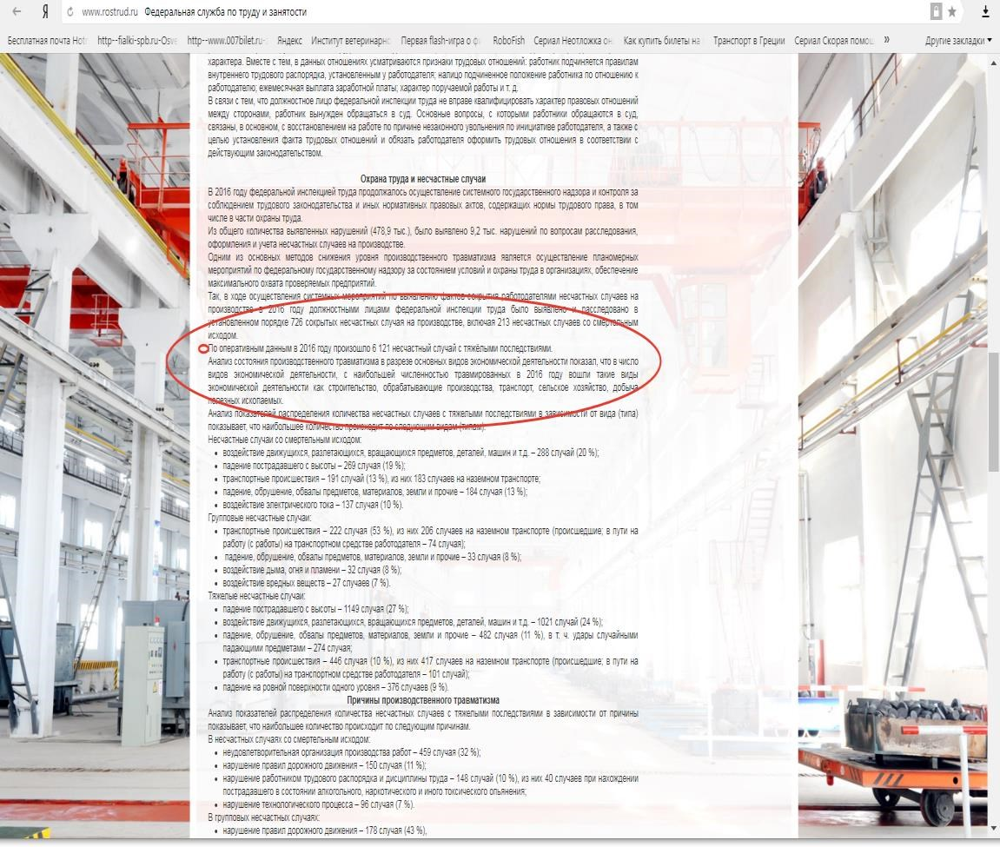 Я www.rostrud.ru Федеральная служба по труду и занятости
Бесплатная почта Hot http--fialki-spb.ru-Osve http--www.007bilet.ru- Яндекс Институт ветеринарно Первая flash-игра о ф RoboFish Сериал Неотложка он Как купить билеты на Транспорт в Греции Сериал Скорая помощ » Другие закладки
характера. Вместе с тем, в данных отношениях усматриваются признаки трудовых отношений: работник подчиняется правилам
внутреннего трудового распорядка, установленным у работодателя; налицо подчиненное положение работника по отношению к
работодателю; ежемесячная выплата заработной платы; характер поручаемой работы и т. д.
В связи с тем, что должностное лицо федеральной инспекции труда не вправе квалифицировать характер правовых отношений
между сторонами, работник вынужден обращаться в суд. Основные вопросы, с которыми работники обращаются в суд,
связаны, в основном, с восстановлением на работе по причине незаконного увольнения по инициативе работодателя, а также с
целью установления факта трудовых отношений и обязать работодателя оформить трудовых отношения в соответствии с
действующим законодательством.
Охрана труда и несчастные случаи
В 2016 году федеральной инспекцией труда продолжалось осуществление системного государственного надзора и контроля за
соблюдением трудового законодательства и иных нормативных правовых актов, содержащих нормы трудового права, в том
числе в части охраны труда.
Из общего количества выявленных нарушений (478,9 тыс.), было выявлено 9,2 тыс. нарушений по вопросам расследования,
оформления и учета несчастных случаев на производстве.
Одним из основных методов снижения уровня производственного травматизма является осуществление планомерных
мероприятий по федеральному государственному надзору за состоянием условий и охраны труда в организациях, обеспечение
максимального охвата проверяемых предприятий.
Так, в ходе осуществления системных мероприятий по выявлению фактов сокрытия работодателями несчастных случаев на
производстве в 2016 году должностными лицами федеральной инспекции труда было выявлено и расследовано в
установленном порядке 726 сокрытых несчастных случая на производстве, включая 213 несчастных случаев со смертельным
исходом.
По оперативным данным в 2016 году произошло 6 121 несчастный случай с тяжёлыми последствиями.
Анализ состояния производственного травматизма в разрезе основных видов экономической деятельности показал, что в число
видов экономической деятельности, с наибольшей численностью травмированных в 2016 году вошли такие виды
экономической деятельности как строительство, обрабатывающие производства, транспорт, сельское хозяйство, добыча
полезных ископаемых.
Анализ показателей распределения количества несчастных случаев с тяжелыми последствиями в зависимости от вида (типа)
показывает, что наибольшее количество происходит по следующим видам (типам):
Несчастные случаи со смертельным исходом:
• воздействие движущихся, разлетающихся, вращающихся предметов, деталей, машин и т.д. – 288 случай (20 %);
• падение пострадавшего с высоты – 269 случая (19 %);
• транспортные происшествия – 191 случай (13 %), из них 183 случаев на наземном транспорте;
• падение, обрушение, обвалы предметов, материалов, земли и прочие – 184 случая (13 %);
• воздействие электрического тока – 137 случая (10 %).
Групповые несчастные случаи:
• транспортные происшествия – 222 случая (53 %), из них 206 случаев на наземном транспорте (происшедшие; в пути на
работу (с работы) на транспортном средстве работодателя – 74 случая);
• падение, обрушение, обвалы предметов, материалов, земли и прочие – 33 случая (8 %);
• воздействие дыма, огня и пламени – 32 случая (8 %);
• воздействие вредных веществ – 27 случаев (7 %).
Тяжелые несчастные случаи:
• падение пострадавшего с высоты – 1149 случая (27 %);
• воздействие движущихся, разлетающихся, вращающихся предметов, деталей, машин и т.д. – 1021 случай (24 %);
• падение, обрушение, обвалы предметов, материалов, земли и прочие – 482 случая (11 %), в т. ч. удары случайными
падающими предметами – 274 случая;
• транспортные происшествия – 446 случая (10 %), из них 417 случаев на наземном транспорте (происшедшие; в пути на
работу (с работы) на транспортном средстве работодателя – 101 случай);
• падение на ровной поверхности одного уровня – 376 случаев (9 %).
Причины производственного травматизма
Анализ показателей распределения количества несчастных случаев с тяжелыми последствиями в зависимости от причины
показывает, что наибольшее количество происходит по следующим причинам.
В несчастных случаях со смертельным исходом:
• неудовлетворительная организация производства работ – 459 случая (32 %);
• нарушение правил дорожного движения – 150 случая (11 %);
• нарушение работником трудового распорядка и дисциплины труда – 148 случай (10 %), из них 40 случаев при нахождении
пострадавшего в состоянии алкогольного, наркотического и иного токсического опьянения;
• нарушение технологического процесса – 96 случая (7 %).
В групповых несчастных случаях:
• нарушение правил дорожного движения – 178 случай (43 %),